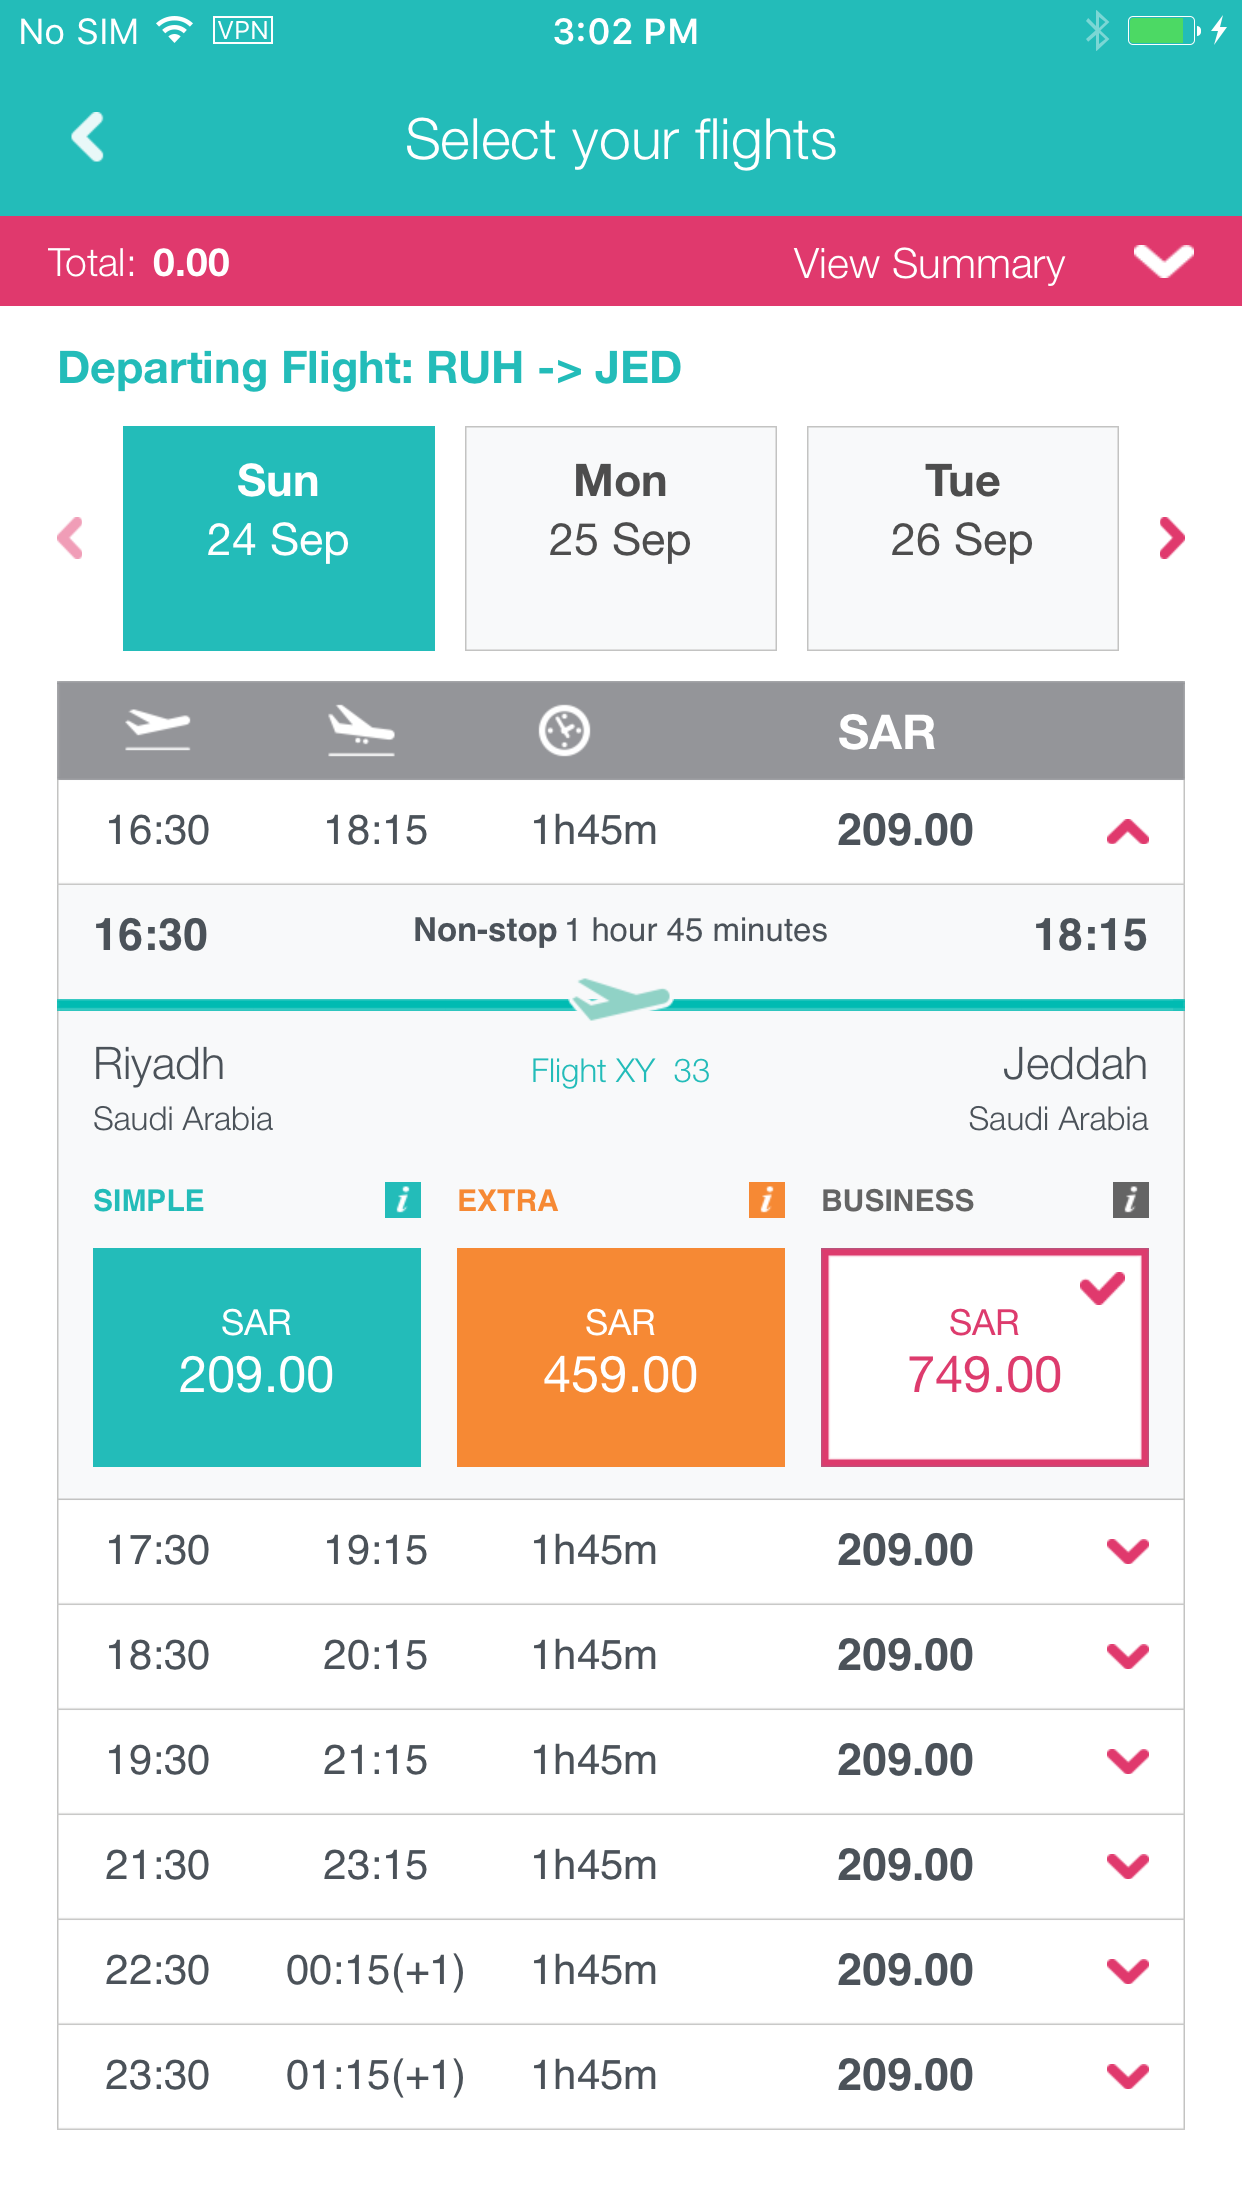 No SIM VPN 3:02 PM
Select your flights
Total: 0.00 View Summary
Departing Flight: RUH -> JED
Sun Mon Tue
24 Sep 25 Sep 26 Sep
SAR
16:30 18:15 1h45m 209.00
16:30 Non-stop 1 hour 45 minutes 18:15
Riyadh Flight XY 33 Jeddah
Saudi Arabia Saudi Arabia
SIMPLE i EXTRA i BUSINESS i
SAR SAR SAR
209.00 459.00 749.00
17:30 19:15 1h45m 209.00
18:30 20:15 1h45m 209.00
19:30 21:15 1h45m 209.00
21:30 23:15 1h45m 209.00
22:30 00:15(+1) 1h45m 209.00
23:30 01:15(+1) 1h45m 209.00